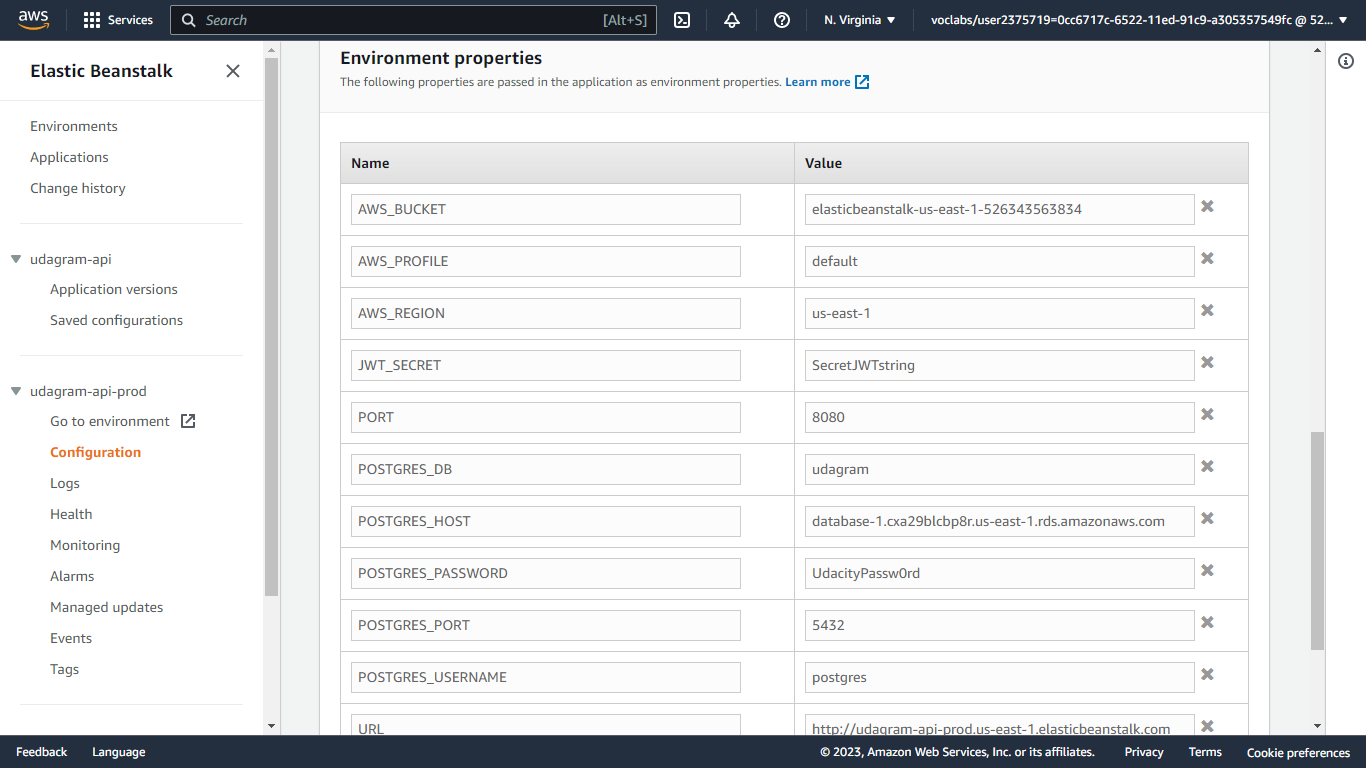 aws
Services
Search
[Alt+S]
N. Virginia
voclabs/user2375719=0cc6717c-6522-11ed-91c9-a305357549fc @ 52...
Elastic Beanstalk
Environments
Applications
Change history
udagram-api
Application versions
Saved configurations
udagram-api-prod
Go to environment
Configuration
Logs
Health
Monitoring
Alarms
Managed updates
Events
Tags
Environment properties
The following properties are passed in the application as environment properties. Learn more
Name Value
AWS_BUCKET elasticbeanstalk-us-east-1-526343563834
AWS_PROFILE default
AWS_REGION us-east-1
JWT_SECRET SecretJWTstring
PORT 8080
POSTGRES_DB udagram
POSTGRES_HOST database-1.cxa29blcbp8r.us-east-1.rds.amazonaws.com
POSTGRES_PASSWORD UdacityPassw0rd
POSTGRES_PORT 5432
POSTGRES_USERNAME postgres
URL http://udagram-api-prod.us-east-1.elasticbeanstalk.com
Feedback Language
© 2023, Amazon Web Services, Inc. or its affiliates. Privacy Terms Cookie preferences